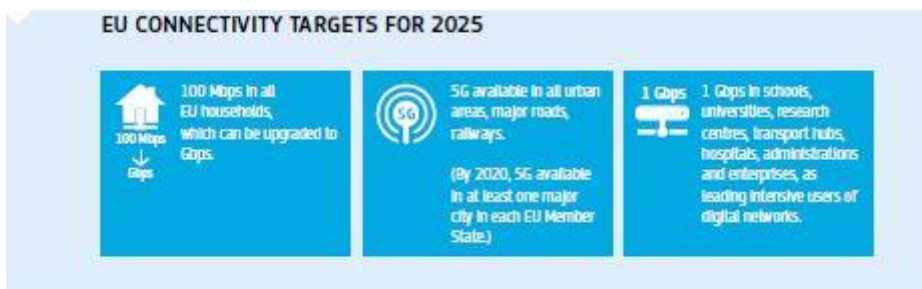 EU CONNECTIVITY TARGETS FOR 2025
100 Mbps
Gbps
100 Mbps in all
EU households,
which can be upgraded to
Gbps.
5G
5G available in all urban
areas, major roads,
railways.
(By 2020, 5G available
in at least one major
city in each EU Member
State.)
1 Gbps
1 Gbps in schools,
universities, research
centres, transport hubs,
hospitals, administrations
and enterprises, as
leading intensive users of
digital networks.